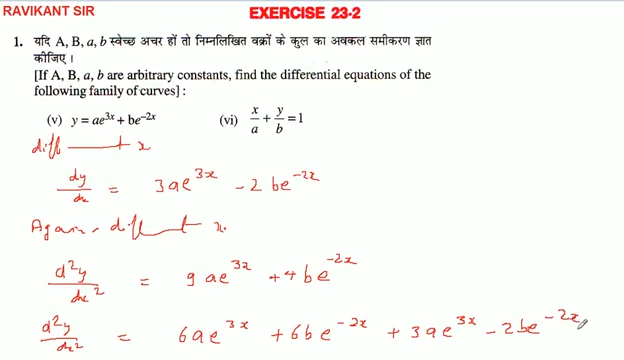 RAVIKANT SIR
EXERCISE 23·2
1. यदि A, B, a, b स्वेच्छ अचर हों तो निम्नलिखित वक्रों के कुल का अवकल समीकरण ज्ञात
कीजिए ।
[If A, B, a, b are arbitrary constants, find the differential equations of the
following family of curves] :
(v) y = ae^{3x} + be^{–2x} (vi) x/a + y/b = 1
diff x
dy/dx = 3ae^{3x} - 2be^{-2x}
Again diff x.
d²y/dx² = 9ae^{3x} + 4be^{-2x}
d²y/dx² = 6ae^{3x} + 6be^{-2x} + 3ae^{3x} - 2be^{-2x}